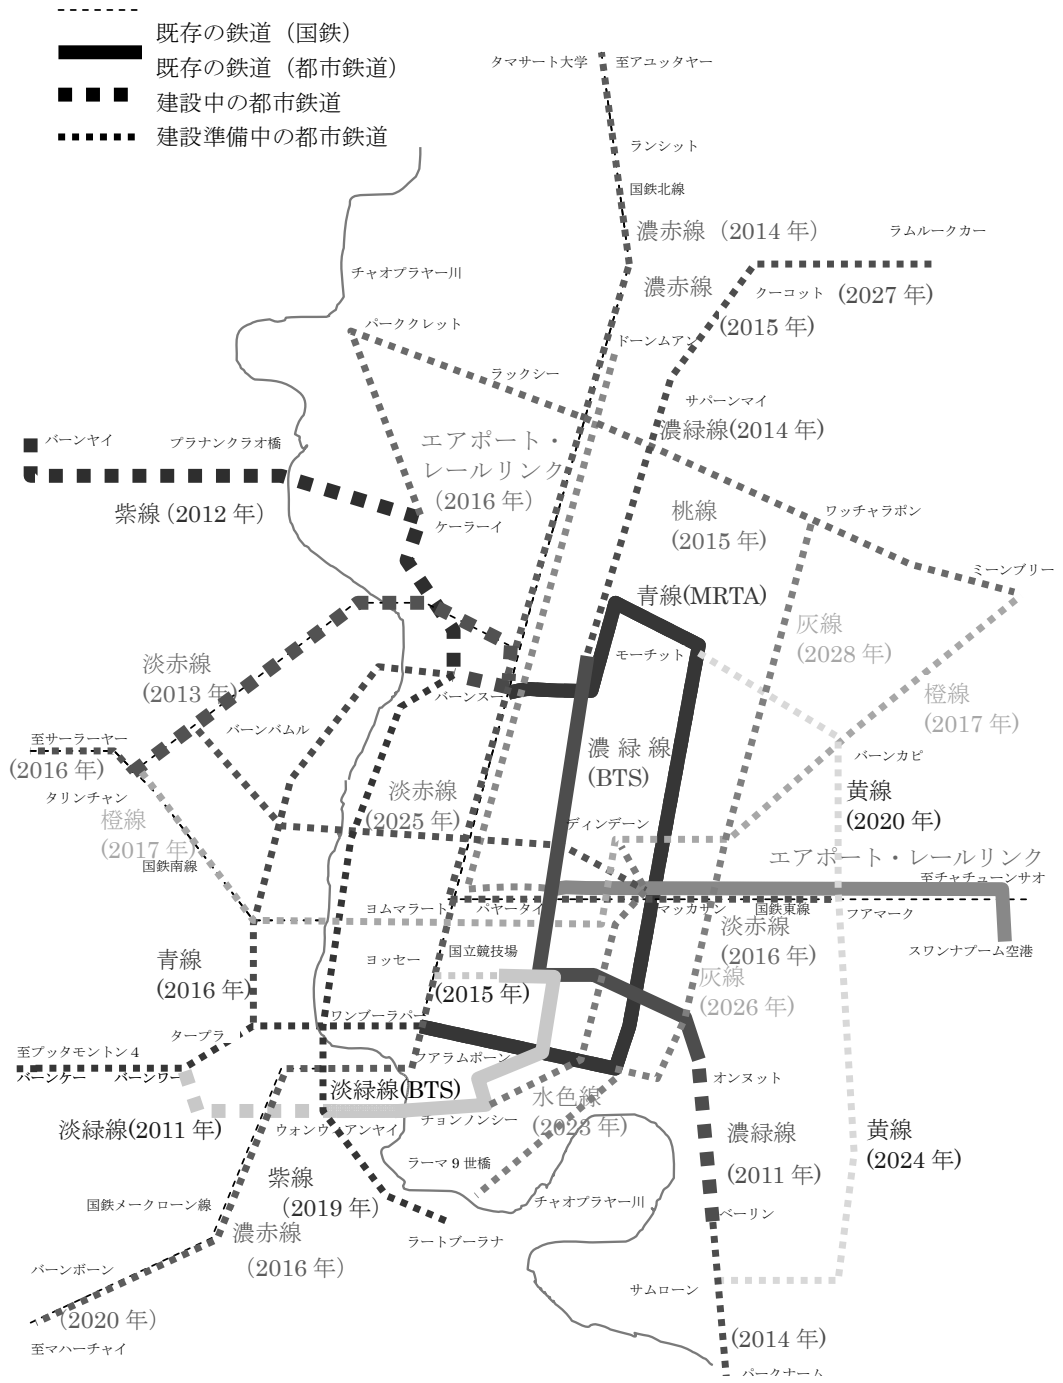 既存の鉄道（国鉄）
既存の鉄道（都市鉄道）
建設中の都市鉄道
建設準備中の都市鉄道
タマサート大学
至アユッタヤー
ランシット
国鉄北線
濃赤線（2014 年）
ラムルークカー
チャオプラヤー川
濃赤線
クーコット
(2027 年)
(2015 年)
パーククレット
ドーンムアン
ラックシー
サパーンマイ
濃緑線(2014 年)
バーンヤイ
プラナンクラオ橋
エアポート・
レールリンク
（2016 年）
紫線 (2012 年）
ケーラーイ
桃線
(2015 年)
ワッチャラポン
ミーンブリー
青線(MRTA)
灰線
(2028 年)
モーチット
淡赤線
(2013 年)
バーンスー
橙線
(2017 年)
バーンバムル
至サーラーヤー
(2016 年)
濃 緑 線
(BTS)
バーンカピ
タリンチャン
淡赤線
(2025 年)
黄線
(2020 年)
橙線
(2017 年)
ディンデーン
エアポート・レールリンク
国鉄南線
至チャチューンサオ
ヨムマラート
パヤータイ
マッカサン
国鉄東線
フアマーク
淡赤線
(2016 年)
スワンナプーム空港
ヨッセー
国立競技場
青線
(2016 年)
灰線
(2026 年)
(2015 年)
ワンブーラパー
タープラ
至プッタモントン４
フアラムポーン
バーンケー
バーンワー
オンヌット
淡緑線(BTS)
水色線
(2023 年)
チョンノンシー
淡緑線(2011 年)
ウォンウィアンヤイ
濃緑線
(2011 年)
黄線
(2024 年)
ラーマ９世橋
紫線
（2019 年）
チャオプラヤー川
国鉄メークローン線
ベーリン
濃赤線
（2016 年）
ラートブーラナ
バーンボーン
サムローン
（2020 年）
至マハーチャイ
(2014 年)
パークナーム